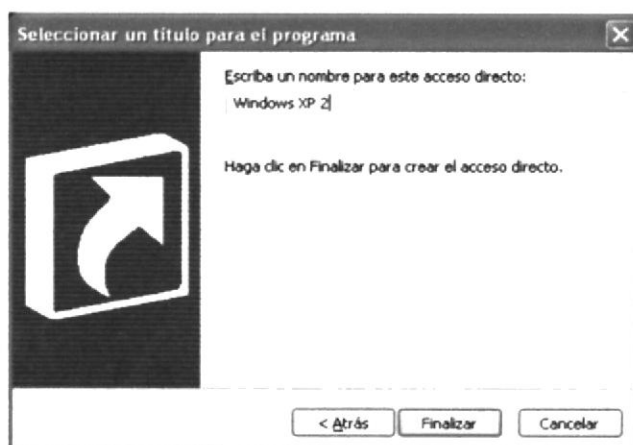 Seleccionar un título para el programa
Escriba un nombre para este acceso directo:
Windows XP 2
Haga clic en Finalizar para crear el acceso directo.
< Atrás
Finalizar
Cancelar